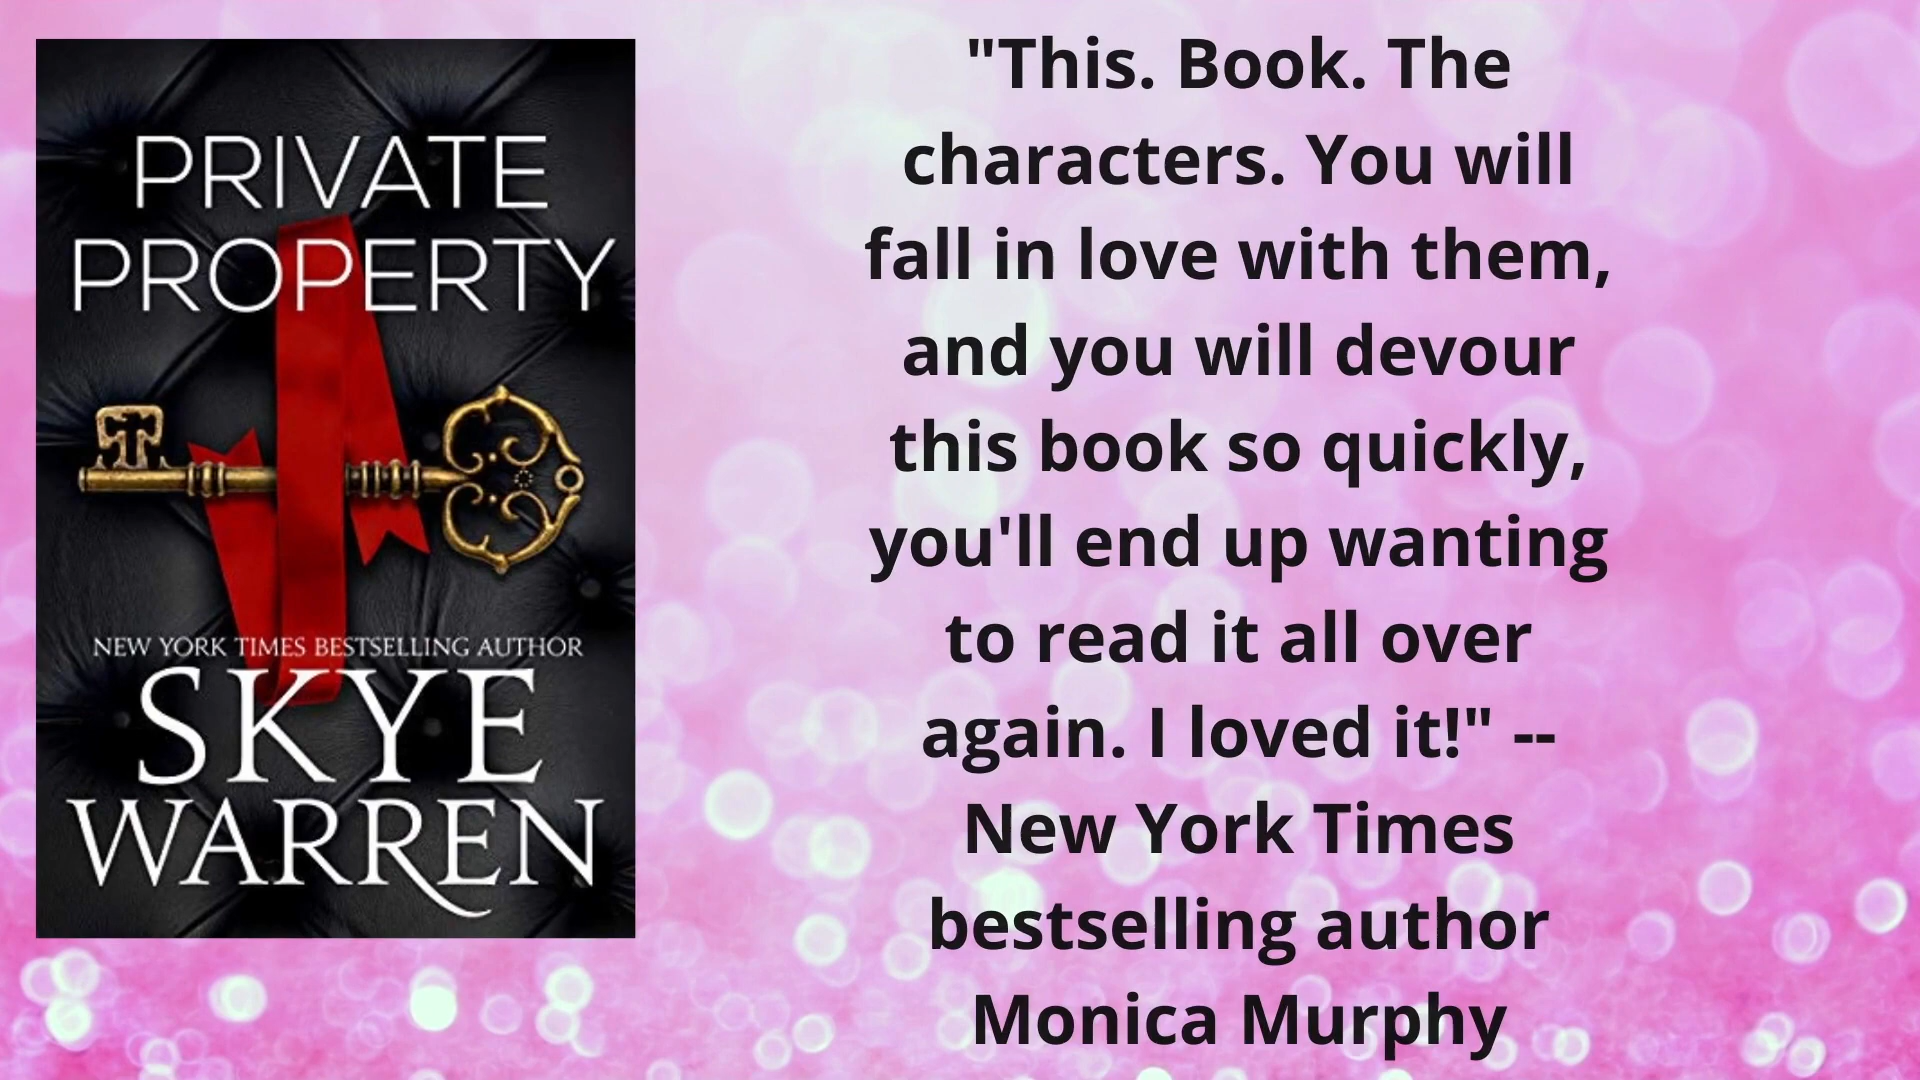 PRIVATE
PROPERTY
NEW YORK TIMES BESTSELLING AUTHOR
SKYE
WARREN
"This. Book. The
characters. You will
fall in love with them,
and you will devour
this book so quickly,
you'll end up wanting
to read it all over
again. I loved it!" --
New York Times
bestselling author
Monica Murphy